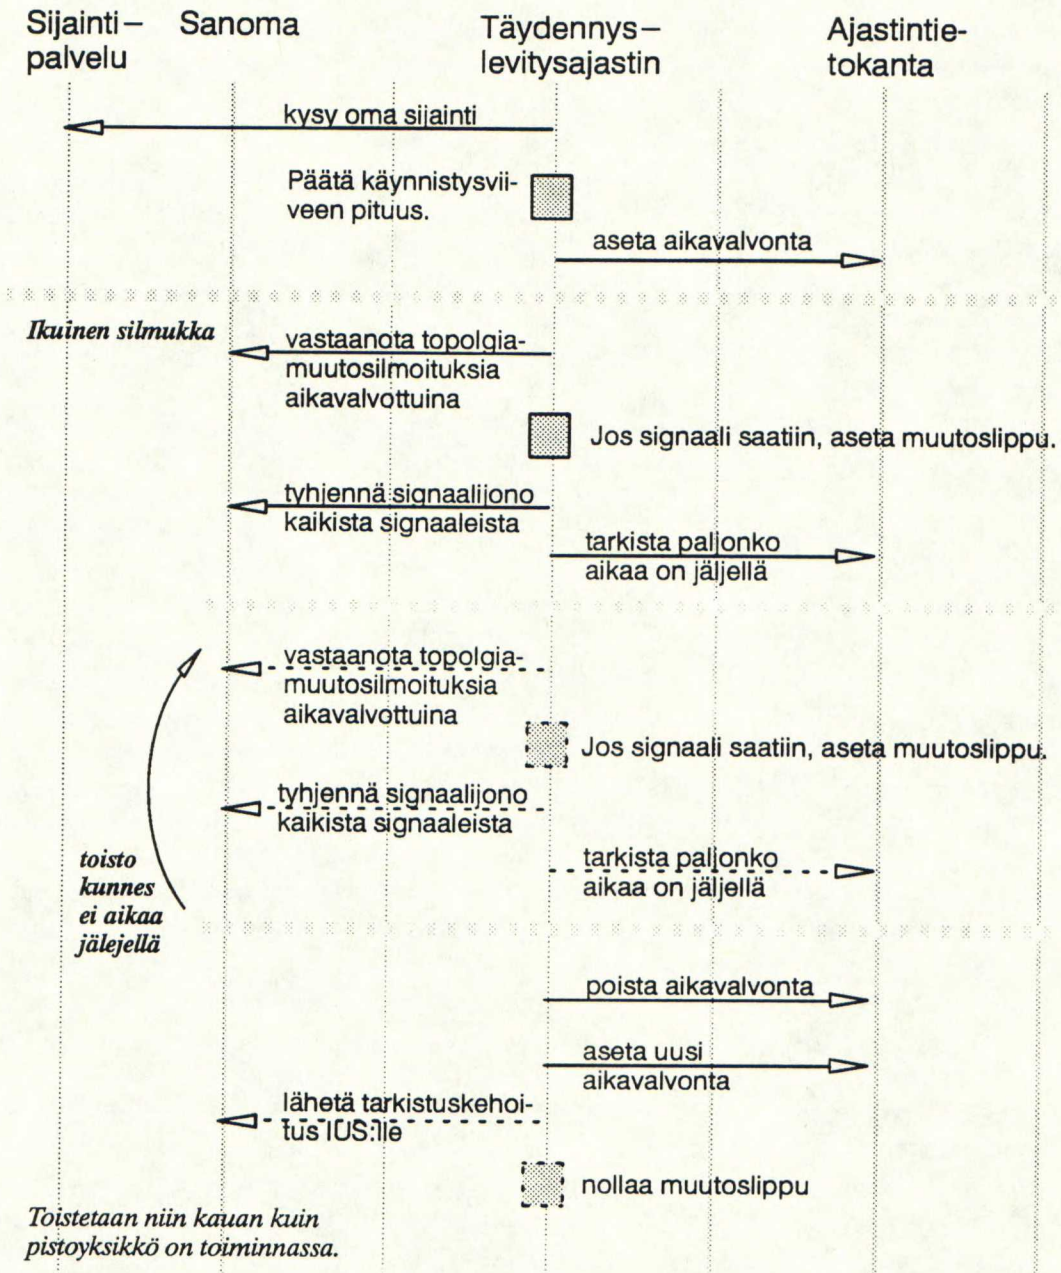 Sijainti–
palvelu
Sanoma
Täydennys–
levitysajastin
Ajastintie-
tokanta
kysy oma sijainti
Päätä käynnistysvii-
veen pituus.
aseta aikavalvonta
Ikuinen silmukka
vastaanota topolgia-
muutosilmoituksia
aikavalvottuina
Jos signaali saatiin, aseta muutoslippu.
tyhjennä signaalijono
kaikista signaaleista
tarkista paljonko
aikaa on jäljellä
vastaanota topolgia-
muutosilmoituksia
aikavalvottuina
Jos signaali saatiin, aseta muutoslippu.
tyhjennä signaalijono
kaikista signaaleista
tarkista paljonko
aikaa on jäljellä
toisto
kunnes
ei aikaa
jälejellä
poista aikavalvonta
aseta uusi
aikavalvonta
lähetä tarkistuskehoi-
tus IUS:lle
nollaa muutoslippu
Toistetaan niin kauan kuin
pistoyksikkö on toiminnassa.